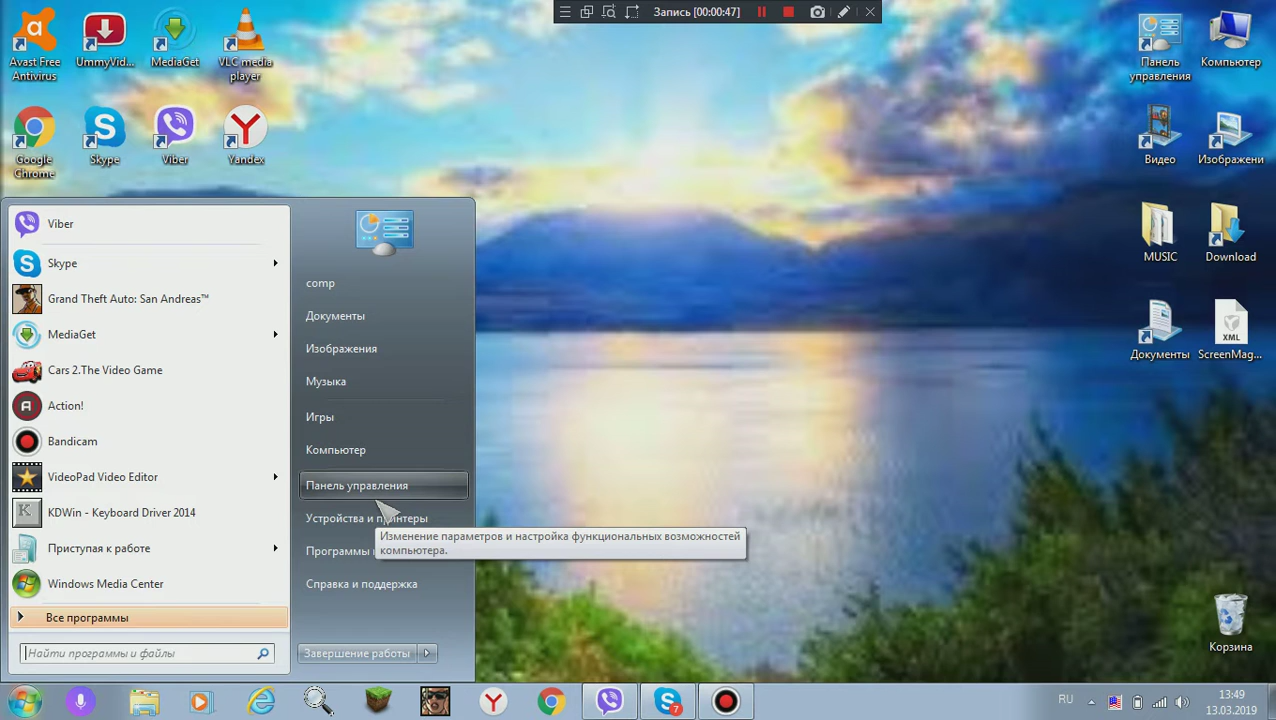 Запись [00:00:47]
Avast Free
Antivirus
UmmyVid...
MediaGet
VLC media
player
Панель
управления
Компьютер
Google
Chrome
Skype
Viber
Yandex
Видео
Изображени
MUSIC
Download
Документы
XML
ScreenMag...
Корзина
Viber
Skype
Grand Theft Auto: San Andreas™
MediaGet
Cars 2.The Video Game
Action!
Bandicam
VideoPad Video Editor
KDWin - Keyboard Driver 2014
Приступая к работе
Windows Media Center
Все программы
Найти программы и файлы
comp
Документы
Изображения
Музыка
Игры
Компьютер
Панель управления
Устройства и принтеры
Программы
Справка и поддержка
Завершение работы
Изменение параметров и настройка функциональных возможностей
компьютера.
7
RU
13:49
13.03.2019